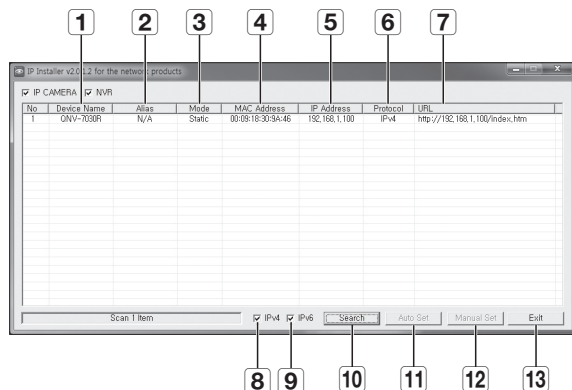 1 2 3 4 5 6 7
IP Installer v2.0.1.2 for the network products
IP CAMERA NVR
No Device Name Alias Mode MAC Address IP Address Protocol URL
1 QNV-7030R N/A Static 00:09:18:30:9A:46 192.168.1.100 IPv4 http://192.168.1.100/index.htm
Scan 1 Item IPv4 IPv6 Search Auto Set Manual Set Exit
8 9 10 11 12 13